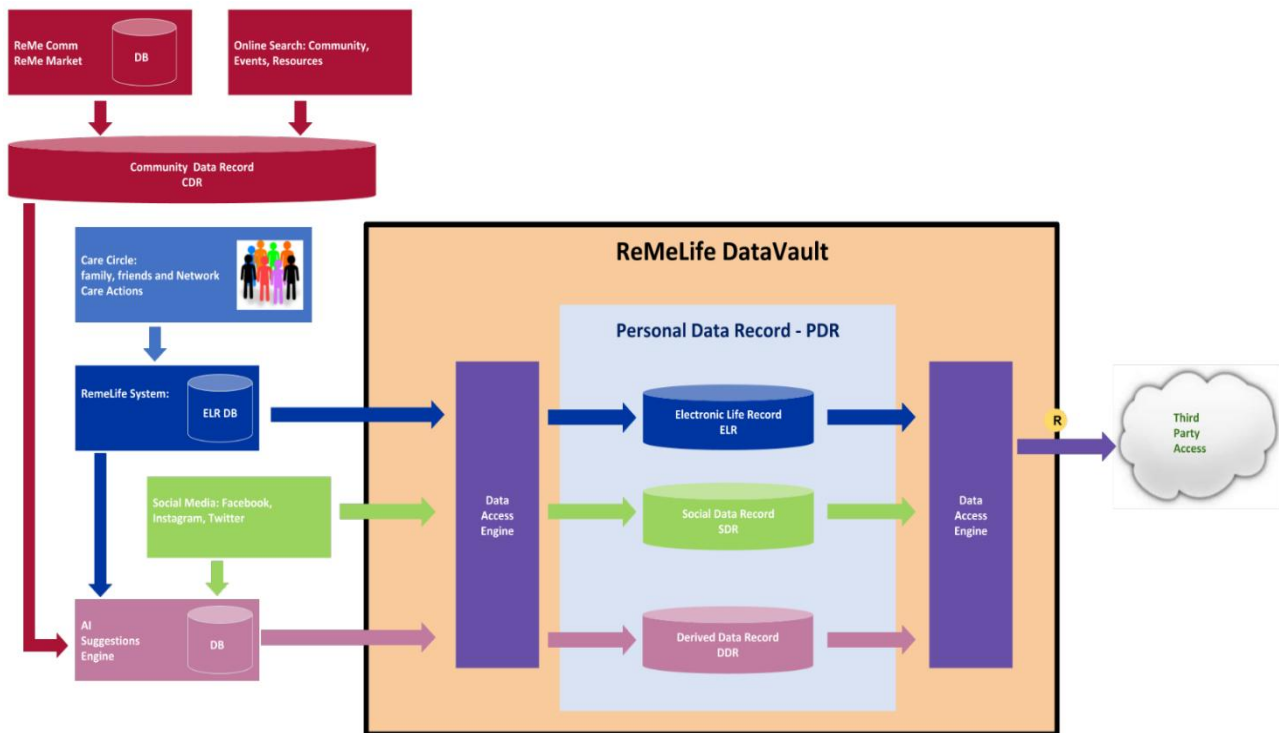 ReMe Comm
ReMe Market
DB
Online Search: Community,
Events, Resources
Community Data Record
CDR
Care Circle:
family, friends and Network
Care Actions
ReMeLife DataVault
Personal Data Record - PDR
RemeLife System:
ELR DB
Electronic Life Record
ELR
R
Third
Party
Access
Social Media: Facebook,
Instagram, Twitter
Data
Access
Engine
Social Data Record
SDR
Data
Access
Engine
AI
Suggestions
Engine
DB
Derived Data Record
DDR